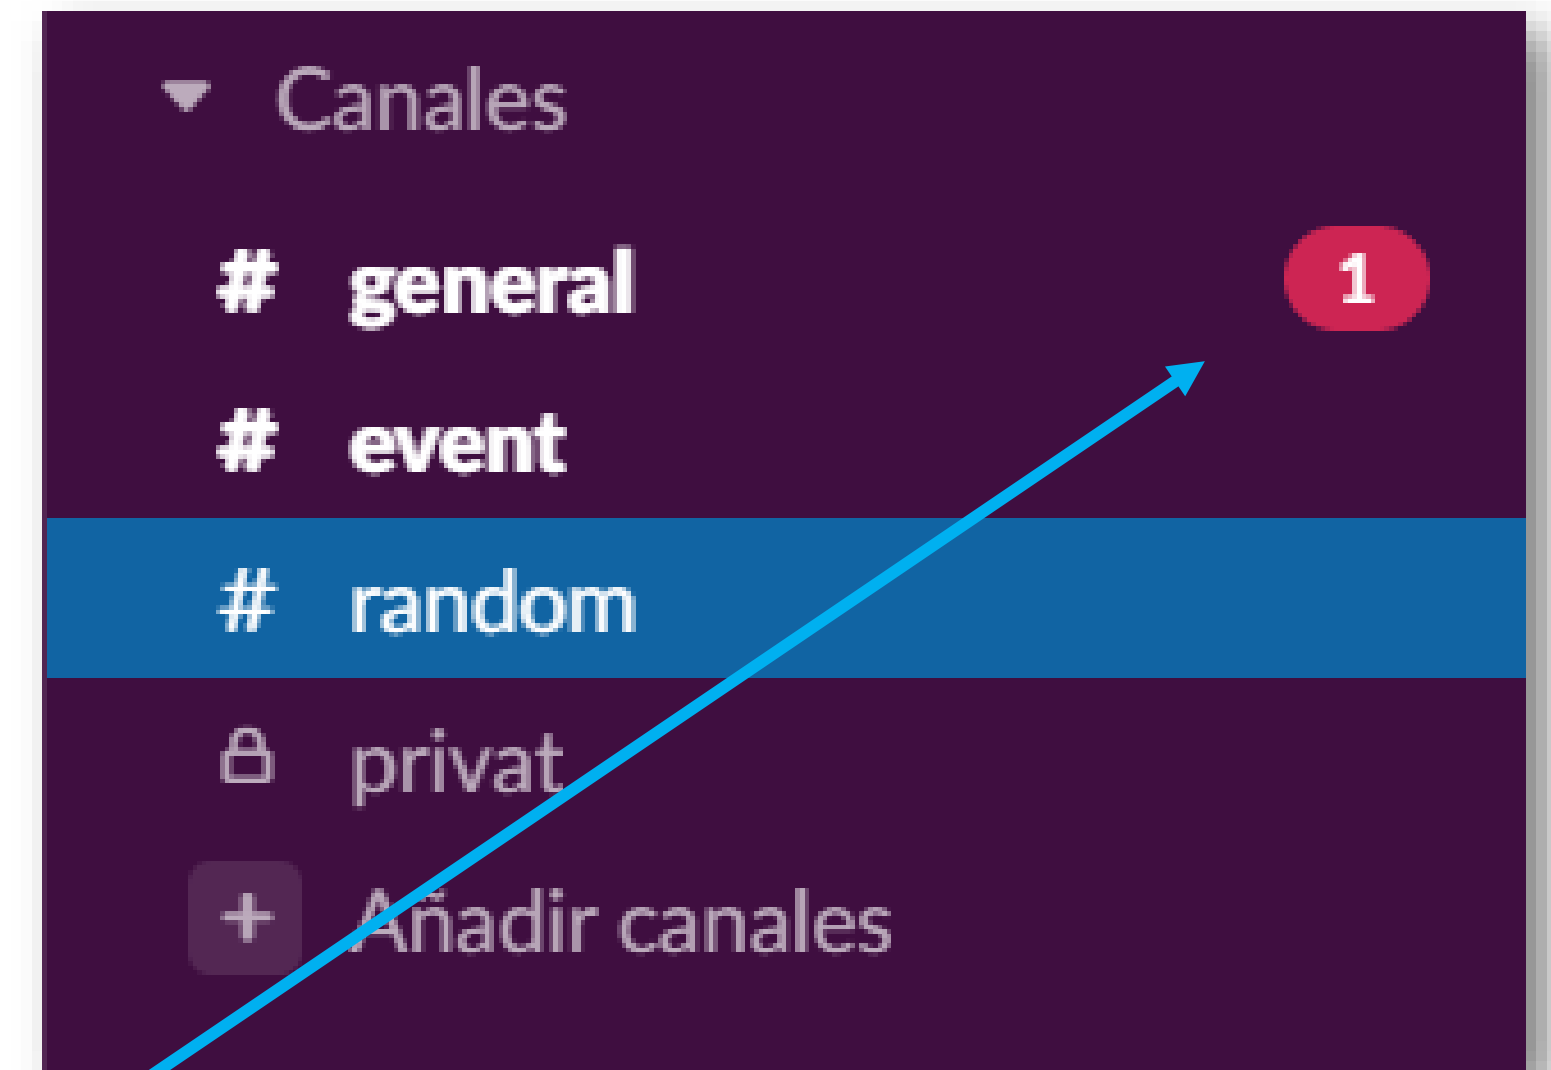 Canales
# general 1
# event
# random
privat
+ Añadir canales